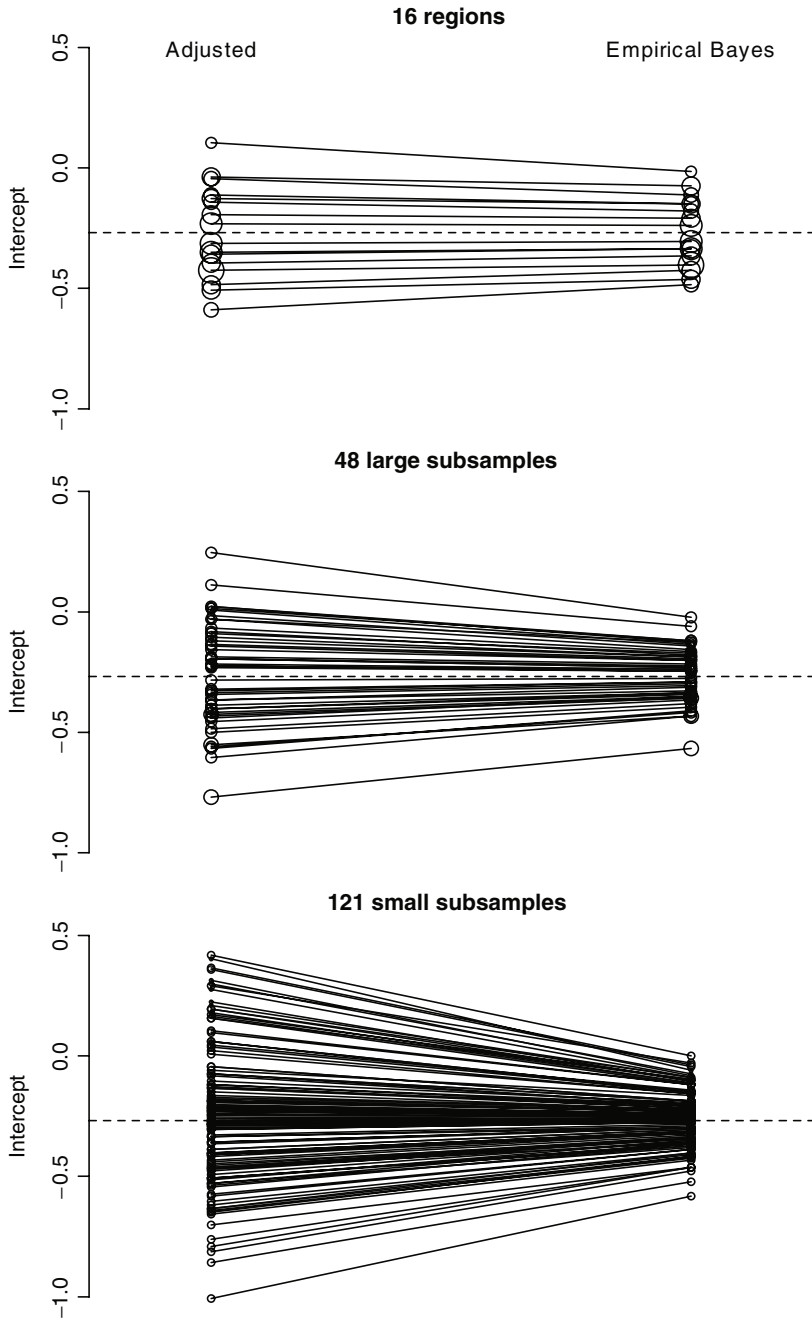 16 regions
Adjusted
Empirical Bayes
Intercept
0.5
0.0
−0.5
−1.0
48 large subsamples
Intercept
0.5
0.0
−0.5
−1.0
121 small subsamples
Intercept
0.5
0.0
−0.5
−1.0